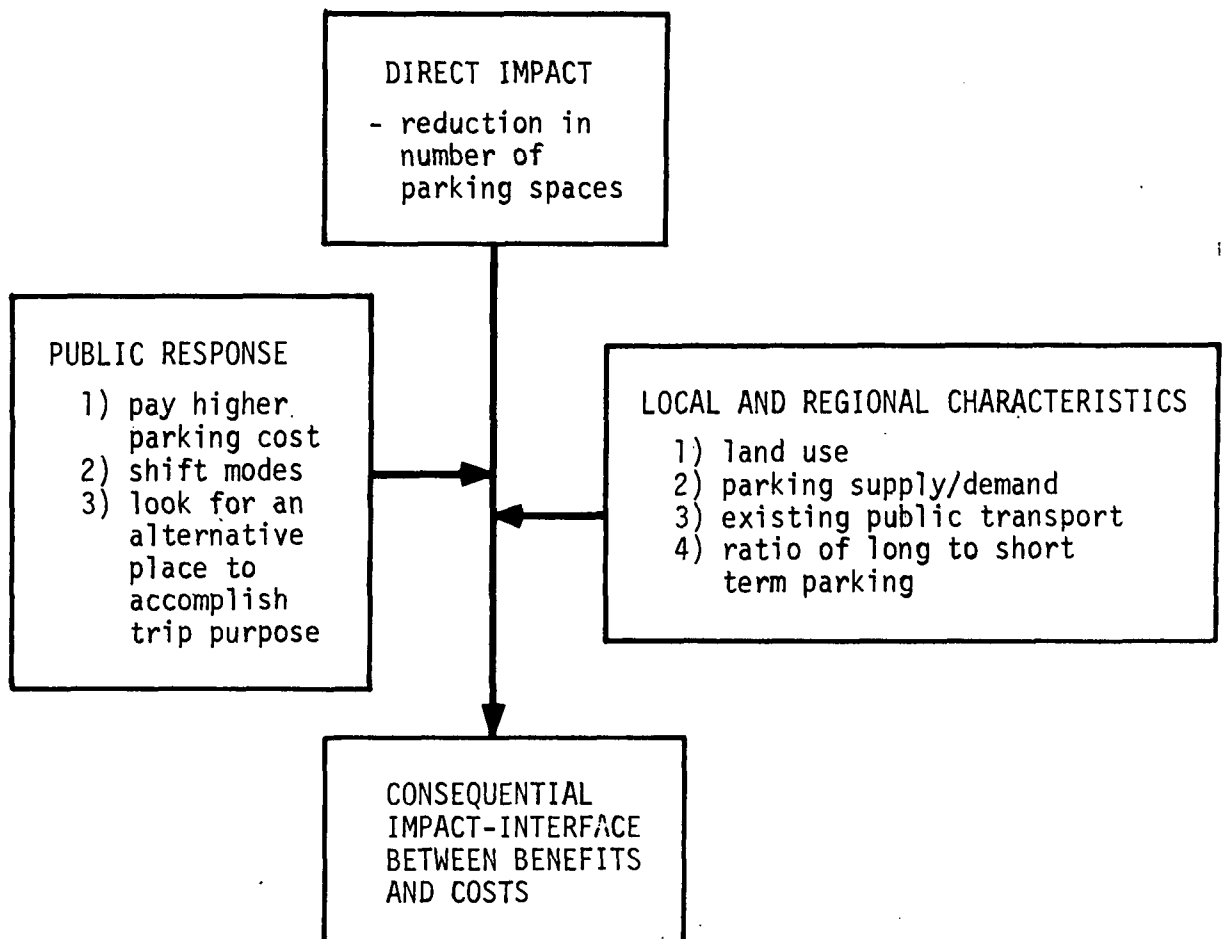 DIRECT IMPACT
- reduction in
number of
parking spaces
PUBLIC RESPONSE
1) pay higher
parking cost
2) shift modes
3) look for an
alternative
place to
accomplish
trip purpose
LOCAL AND REGIONAL CHARACTERISTICS
1) land use
2) parking supply/demand
3) existing public transport
4) ratio of long to short
term parking
CONSEQUENTIAL
IMPACT-INTERFACE
BETWEEN BENEFITS
AND COSTS